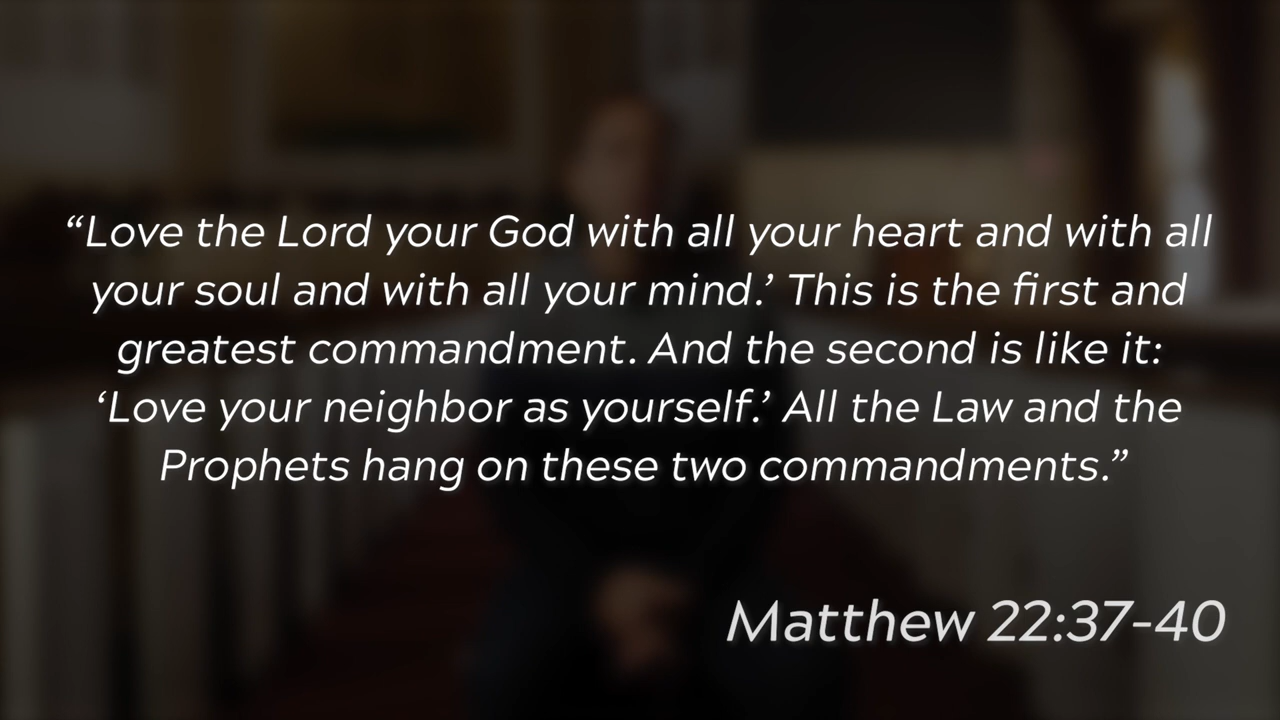 “Love the Lord your God with all your heart and with all
your soul and with all your mind.’ This is the first and
greatest commandment. And the second is like it:
‘Love your neighbor as yourself.’ All the Law and the
Prophets hang on these two commandments.”
Matthew 22:37-40